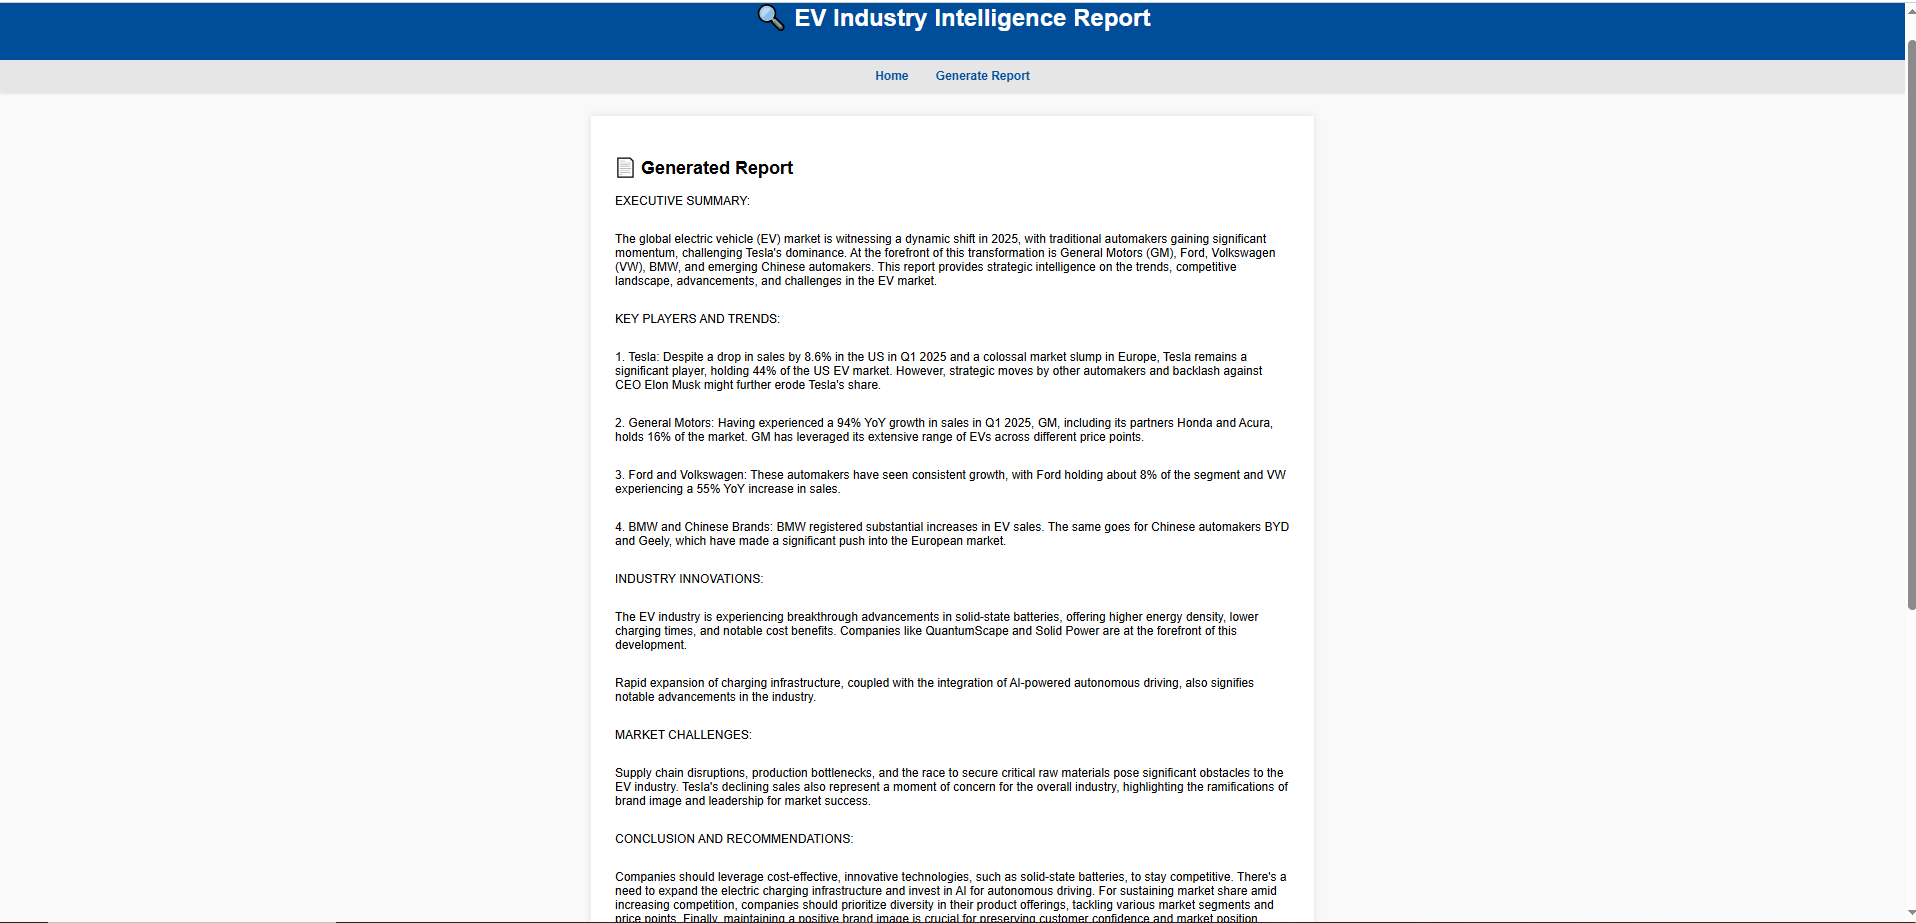 EV Industry Intelligence Report
Home Generate Report
Generated Report
EXECUTIVE SUMMARY:
The global electric vehicle (EV) market is witnessing a dynamic shift in 2025, with traditional automakers gaining significant
momentum, challenging Tesla's dominance. At the forefront of this transformation is General Motors (GM), Ford, Volkswagen
(VW), BMW, and emerging Chinese automakers. This report provides strategic intelligence on the trends, competitive
landscape, advancements, and challenges in the EV market.
KEY PLAYERS AND TRENDS:
1. Tesla: Despite a drop in sales by 8.6% in the US in Q1 2025 and a colossal market slump in Europe, Tesla remains a
significant player, holding 44% of the US EV market. However, strategic moves by other automakers and backlash against
CEO Elon Musk might further erode Tesla's share.
2. General Motors: Having experienced a 94% YoY growth in sales in Q1 2025, GM, including its partners Honda and Acura,
holds 16% of the market. GM has leveraged its extensive range of EVs across different price points.
3. Ford and Volkswagen: These automakers have seen consistent growth, with Ford holding about 8% of the segment and VW
experiencing a 55% YoY increase in sales.
4. BMW and Chinese Brands: BMW registered substantial increases in EV sales. The same goes for Chinese automakers BYD
and Geely, which have made a significant push into the European market.
INDUSTRY INNOVATIONS:
The EV industry is experiencing breakthrough advancements in solid-state batteries, offering higher energy density, lower
charging times, and notable cost benefits. Companies like QuantumScape and Solid Power are at the forefront of this
development.
Rapid expansion of charging infrastructure, coupled with the integration of AI-powered autonomous driving, also signifies
notable advancements in the industry.
MARKET CHALLENGES:
Supply chain disruptions, production bottlenecks, and the race to secure critical raw materials pose significant obstacles to the
EV industry. Tesla's declining sales also represent a moment of concern for the overall industry, highlighting the ramifications of
brand image and leadership for market success.
CONCLUSION AND RECOMMENDATIONS:
Companies should leverage cost-effective, innovative technologies, such as solid-state batteries, to stay competitive. There's a
need to expand the electric charging infrastructure and invest in AI for autonomous driving. For sustaining market share amid
increasing competition, companies should prioritize diversity in their product offerings, tackling various market segments and
price points. Finally, maintaining a positive brand image is crucial for preserving customer confidence and market position